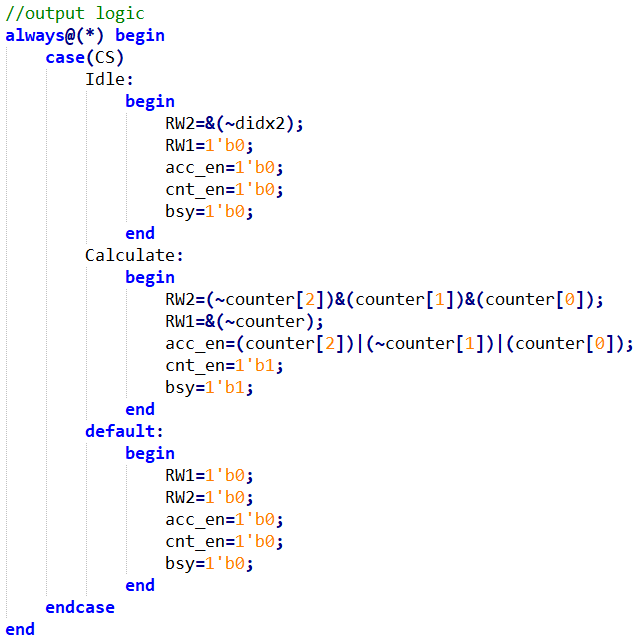 //output logic
always@(*) begin
    case(CS)
        Idle:
            begin
                RW2=&(~didx2);
                RW1=1'b0;
                acc_en=1'b0;
                cnt_en=1'b0;
                bsy=1'b0;
            end
        Calculate:
            begin
                RW2=(~counter[2])&(counter[1])&(counter[0]);
                RW1=&(~counter);
                acc_en=(counter[2])|(~counter[1])|(counter[0]);
                cnt_en=1'b1;
                bsy=1'b1;
            end
        default:
            begin
                RW1=1'b0;
                RW2=1'b0;
                acc_en=1'b0;
                cnt_en=1'b0;
                bsy=1'b0;
            end
    endcase
end